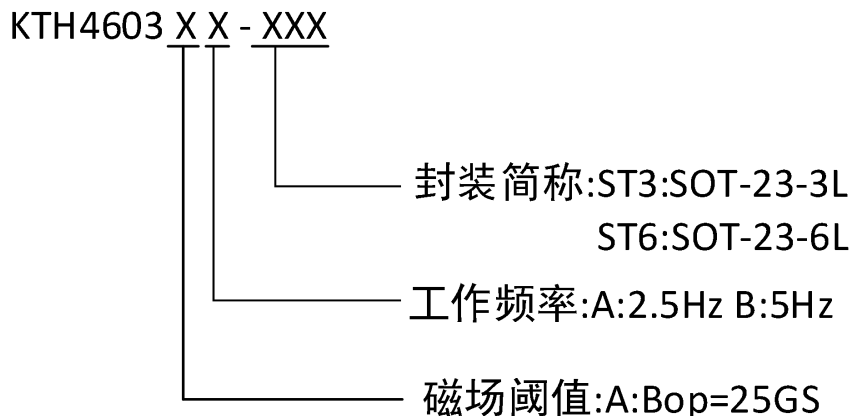 KTH4603 X X - XXX
封装简称:ST3:SOT-23-3L
ST6:SOT-23-6L
工作频率:A:2.5Hz B:5Hz
磁场阈值:A:Bop=25GS